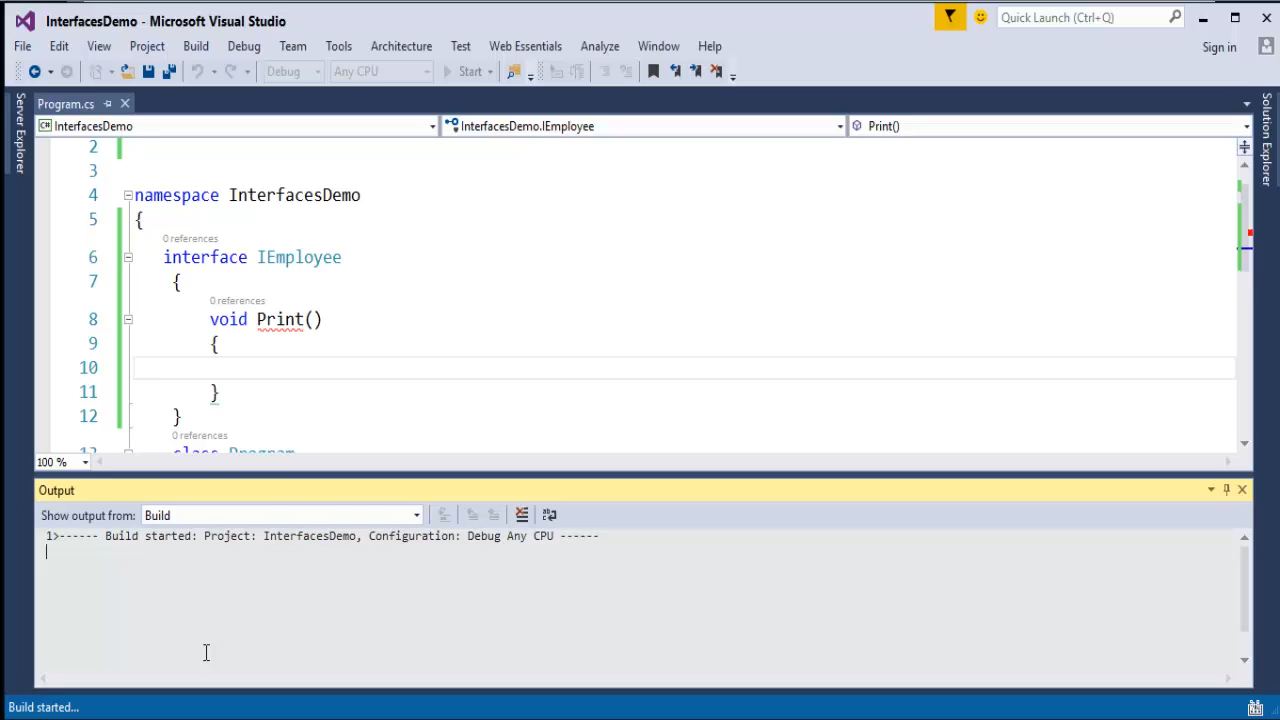 InterfacesDemo - Microsoft Visual Studio
Quick Launch (Ctrl+Q)
File Edit View Project Build Debug Team Tools Architecture Test Web Essentials Analyze Window Help
Sign in
Debug Any CPU Start
Server Explorer
Solution Explorer
Program.cs
InterfacesDemo InterfacesDemo.IEmployee Print()
2
3
4 namespace InterfacesDemo
5 {
0 references
6 interface IEmployee
7 {
0 references
8 void Print()
9 {
10
11 }
12 }
0 references
class Program
100 %
Output
Show output from: Build
1>------ Build started: Project: InterfacesDemo, Configuration: Debug Any CPU ------
Build started...